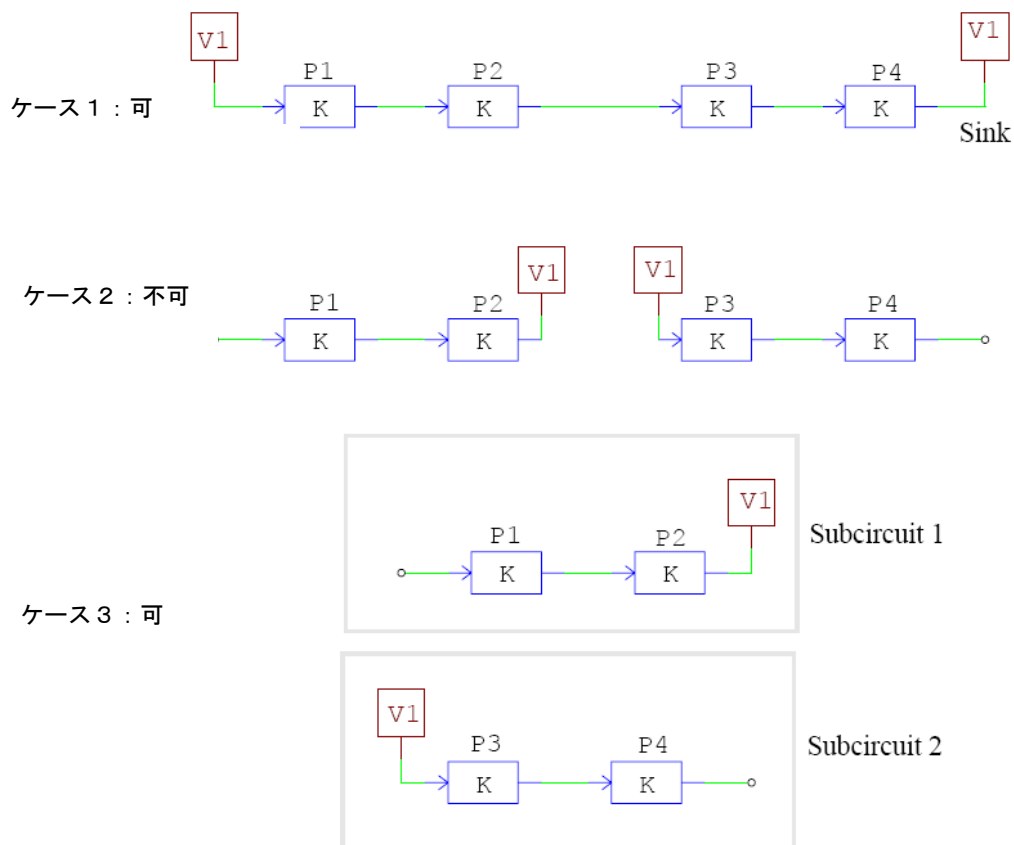 V1
V1
P1
P2
P3
P4
ケース１：可
K
K
K
K
Sink
V1
V1
ケース２：不可
P1
P2
P3
P4
K
K
K
K
V1
Subcircuit 1
P1
P2
K
K
ケース３：可
V1
Subcircuit 2
P3
P4
K
K